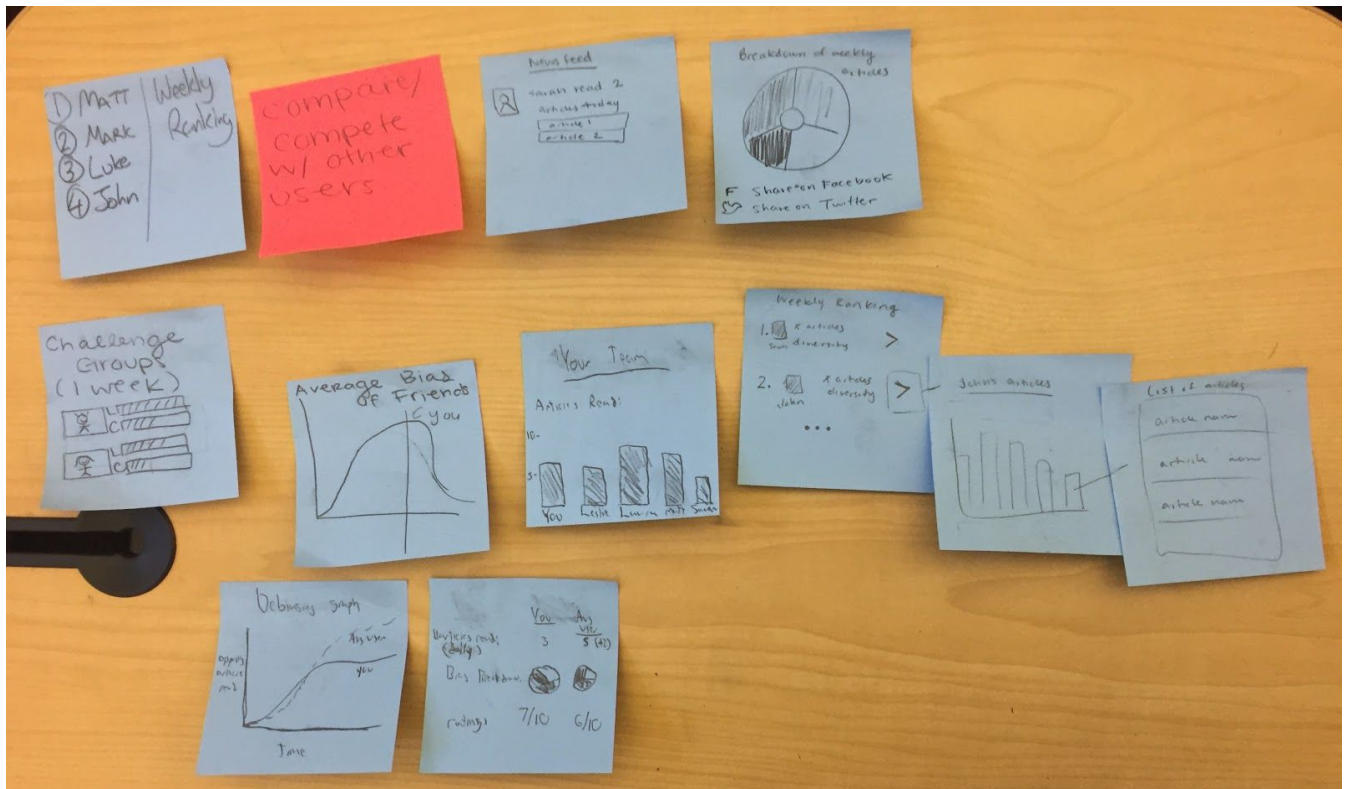 ① MATT
② Mark
③ Luke
④ John
Weekly
Ranking
compare/
compete
w/ other
users
News feed
Sarah read 2
articles today
article 1
article 2
Breakdown of weekly
articles
F Share on Facebook
Share on Twitter
Challenge
Groups
(1 week)
L
C
L
C
Average Bias
of Friends
you
Your Team
Articles Read:
10-
5-
You Leslie Matt
Weekly Ranking
1. # articles
diversity >
2. # articles
John diversity >
...
John's articles
List of articles
article name
article nam
article name
Debiasing graph
Avg user
you
articles
read
Time
You Avg
3 5 (+2)
Bias Breakdown
ratings 7/10 6/10